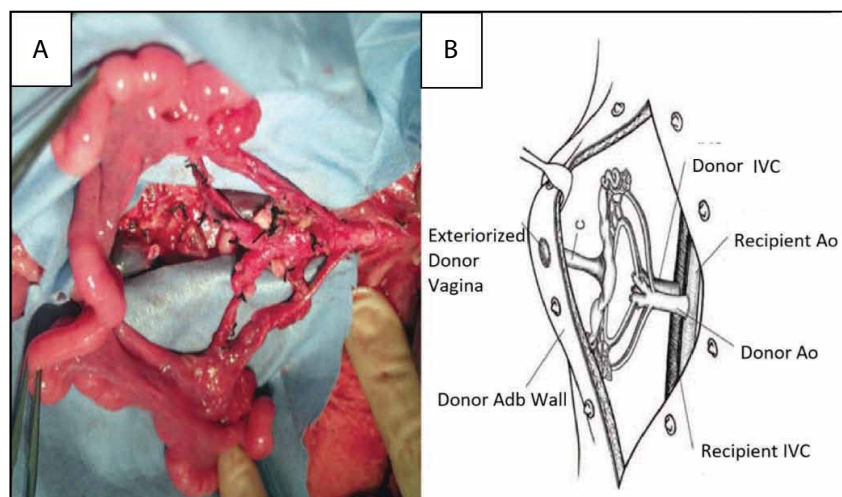 A
B
Donor IVC
Exteriorized
Donor
Vagina
C
Recipient Ao
Donor Ao
Donor Adb Wall
Recipient IVC